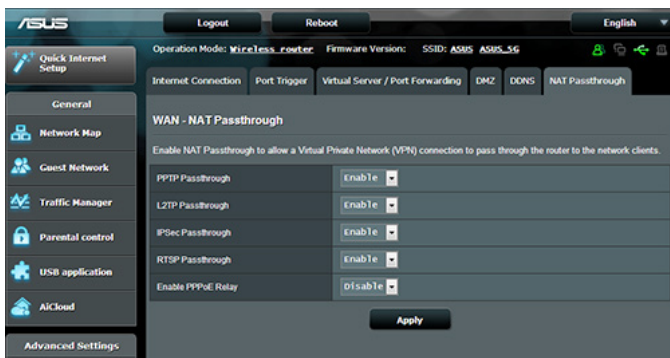 ASUS
Logout
Reboot
English
Quick Internet Setup
Operation Mode: Wireless router Firmware Version: SSID: ASUS ASUS_5G
Internet Connection
Port Trigger
Virtual Server / Port Forwarding
DMZ
DDNS
NAT Passthrough
General
Network Map
Guest Network
Traffic Manager
Parental control
USB application
AiCloud
Advanced Settings
WAN - NAT Passthrough
Enable NAT Passthrough to allow a Virtual Private Network (VPN) connection to pass through the router to the network clients.
PPTP Passthrough Enable
L2TP Passthrough Enable
IPSec Passthrough Enable
RTSP Passthrough Enable
Enable PPPoE Relay Disable
Apply